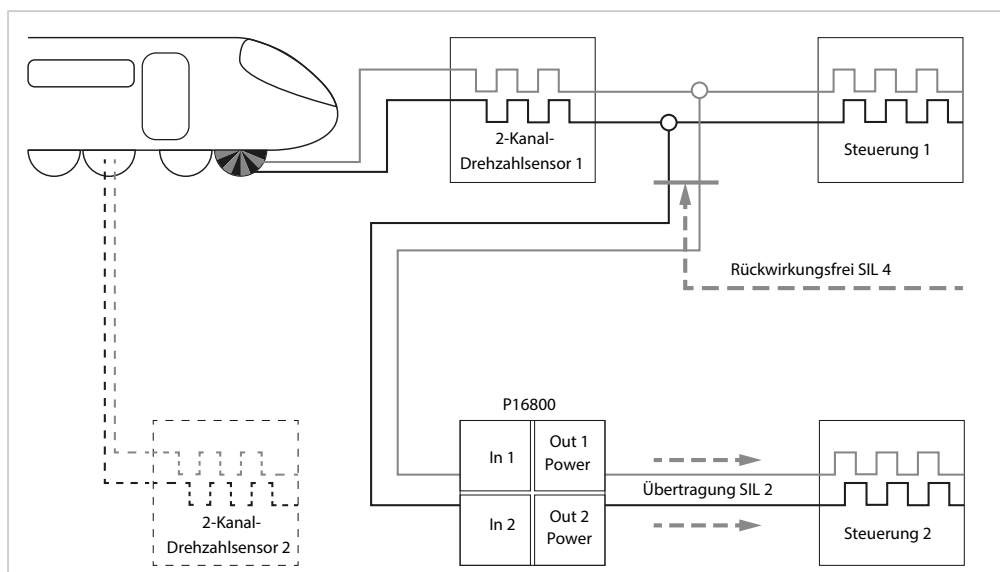 2-Kanal-
Drehzahlsensor 1
Steuerung 1
Rückwirkungsfrei SIL 4
P16800
In 1
Out 1
Power
Übertragung SIL 2
In 2
Out 2
Power
Steuerung 2
2-Kanal-
Drehzahlsensor 2